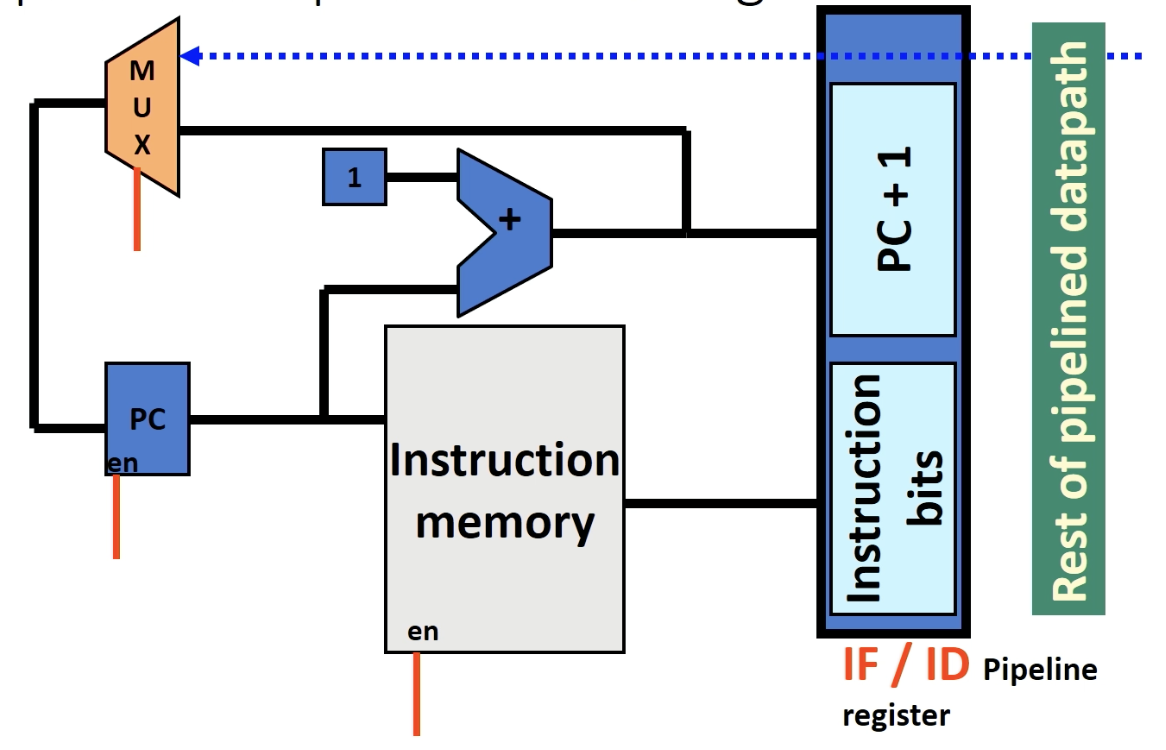 M
U
X
1
+
PC + 1
Rest of pipelined datapath
PC
en
Instruction
memory
en
Instruction
bits
IF / ID Pipeline
register